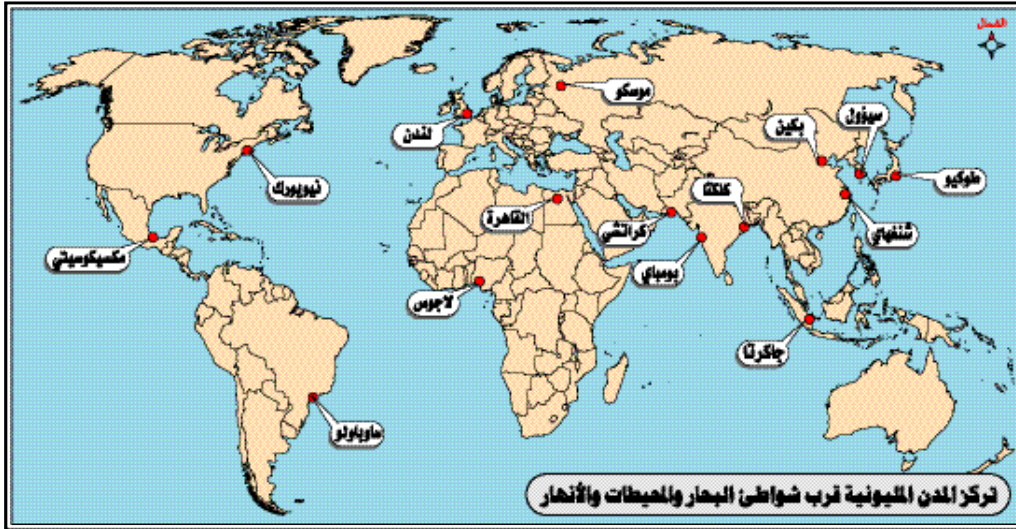 الشمال
موسكو
لندن
سيؤول
بكين
نيويورك
طوكيو
كلكتا
القاهرة
كراتشي
شنغهاي
مكسيكوسيتي
بومباي
لاجوس
جاكرتا
ساوباولو
تركز المدن المليونية قرب شواطئ البحار والمحيطات والأنهار